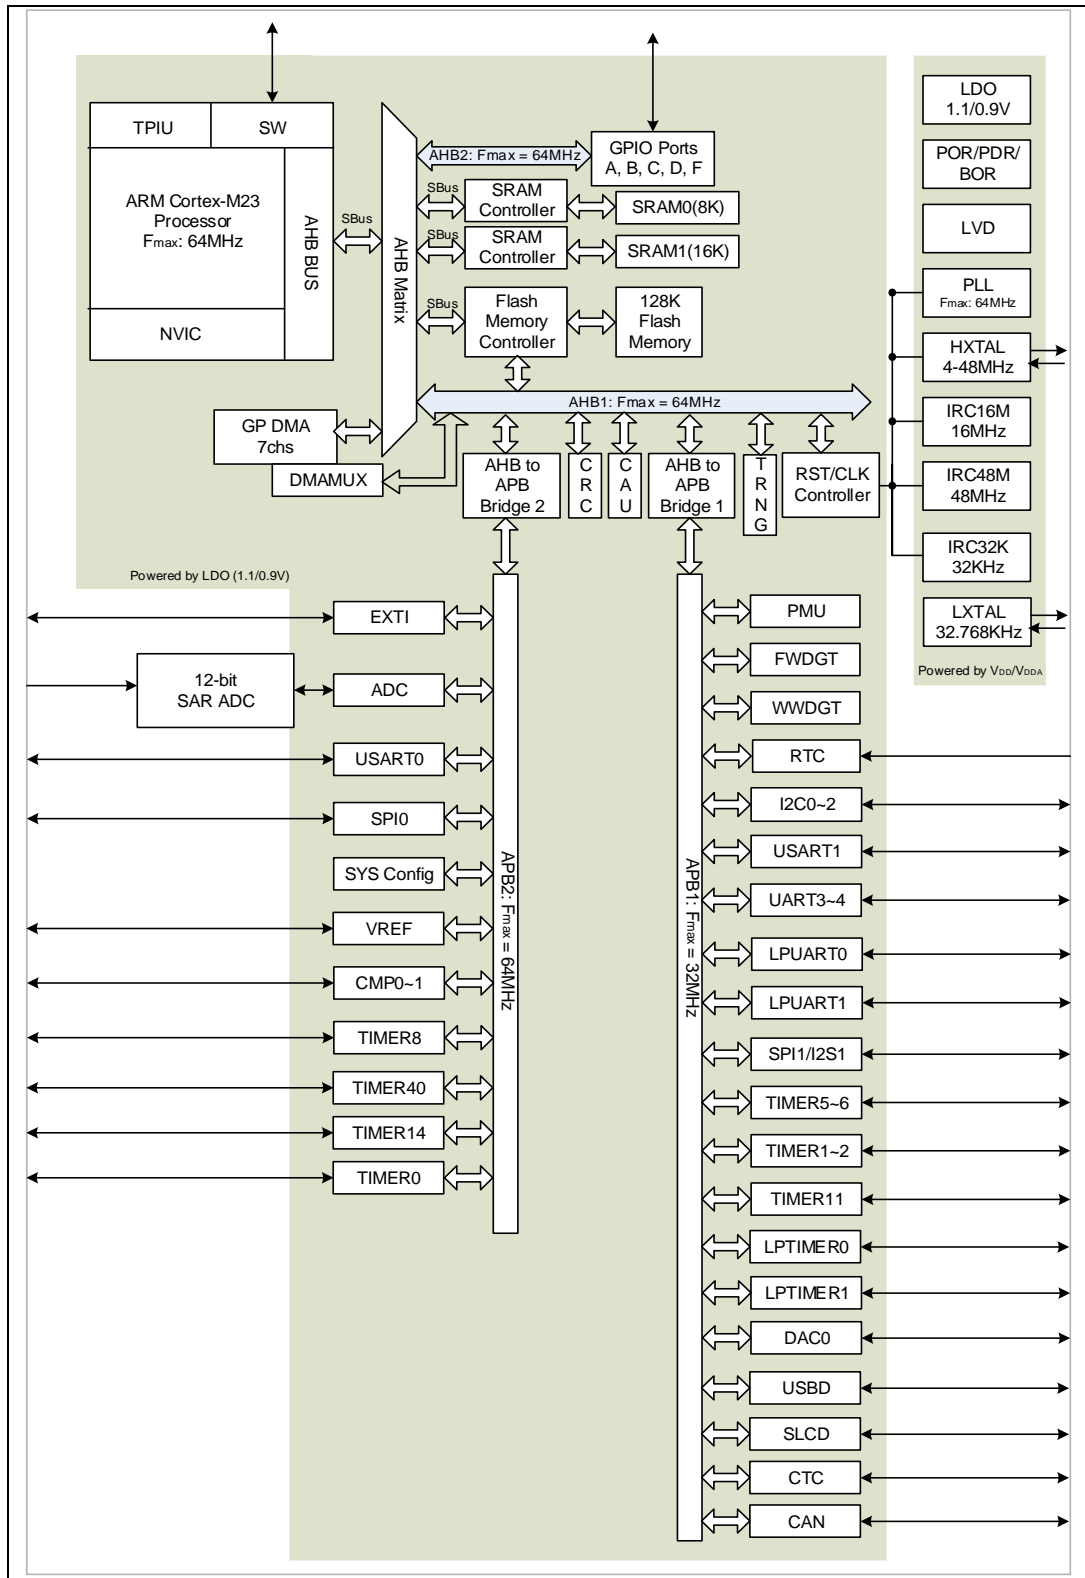 TPIU
SW
ARM Cortex-M23
Processor
Fmax: 64MHz
AHB BUS
NVIC
SBus
AHB Matrix
AHB2: Fmax = 64MHz
GPIO Ports
A, B, C, D, F
SBus
SRAM
Controller
SRAM0(8K)
SBus
SRAM
Controller
SRAM1(16K)
SBus
Flash
Memory
Controller
128K
Flash
Memory
AHB1: Fmax = 64MHz
GP DMA
7chs
DMAMUX
AHB to
APB
Bridge 2
C
R
C
C
A
U
AHB to
APB
Bridge 1
T
R
N
G
RST/CLK
Controller
LDO
1.1/0.9V
POR/PDR/
BOR
LVD
PLL
Fmax: 64MHz
HXTAL
4-48MHz
IRC16M
16MHz
IRC48M
48MHz
IRC32K
32KHz
LXTAL
32.768KHz
Powered by VDD/VDDA
Powered by LDO (1.1/0.9V)
EXTI
12-bit
SAR ADC
ADC
USART0
SPI0
SYS Config
VREF
CMP0~1
TIMER8
TIMER40
TIMER14
TIMER0
APB2: Fmax = 64MHz
APB1: Fmax = 32MHz
PMU
FWDGT
WWDGT
RTC
I2C0~2
USART1
UART3~4
LPUART0
LPUART1
SPI1/I2S1
TIMER5~6
TIMER1~2
TIMER11
LPTIMER0
LPTIMER1
DAC0
USBD
SLCD
CTC
CAN